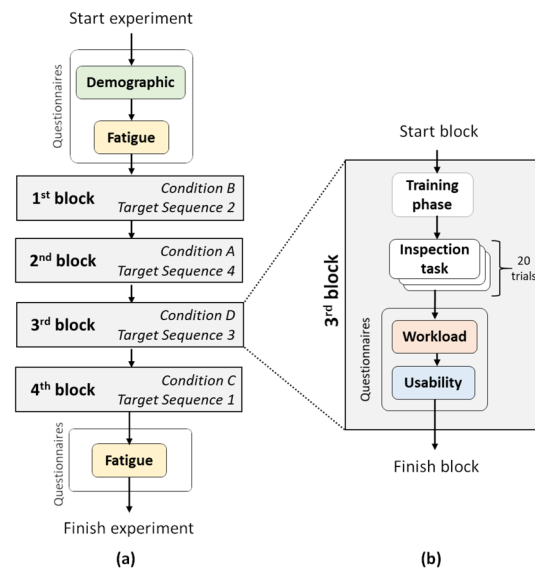 Start experiment
Questionnaires
Demographic
Fatigue
1st block
Condition B
Target Sequence 2
2nd block
Condition A
Target Sequence 4
3rd block
Condition D
Target Sequence 3
4th block
Condition C
Target Sequence 1
Questionnaires
Fatigue
Finish experiment
(a)
Start block
3rd block
Training
phase
Inspection
task
20
trials
Questionnaires
Workload
Usability
Finish block
(b)